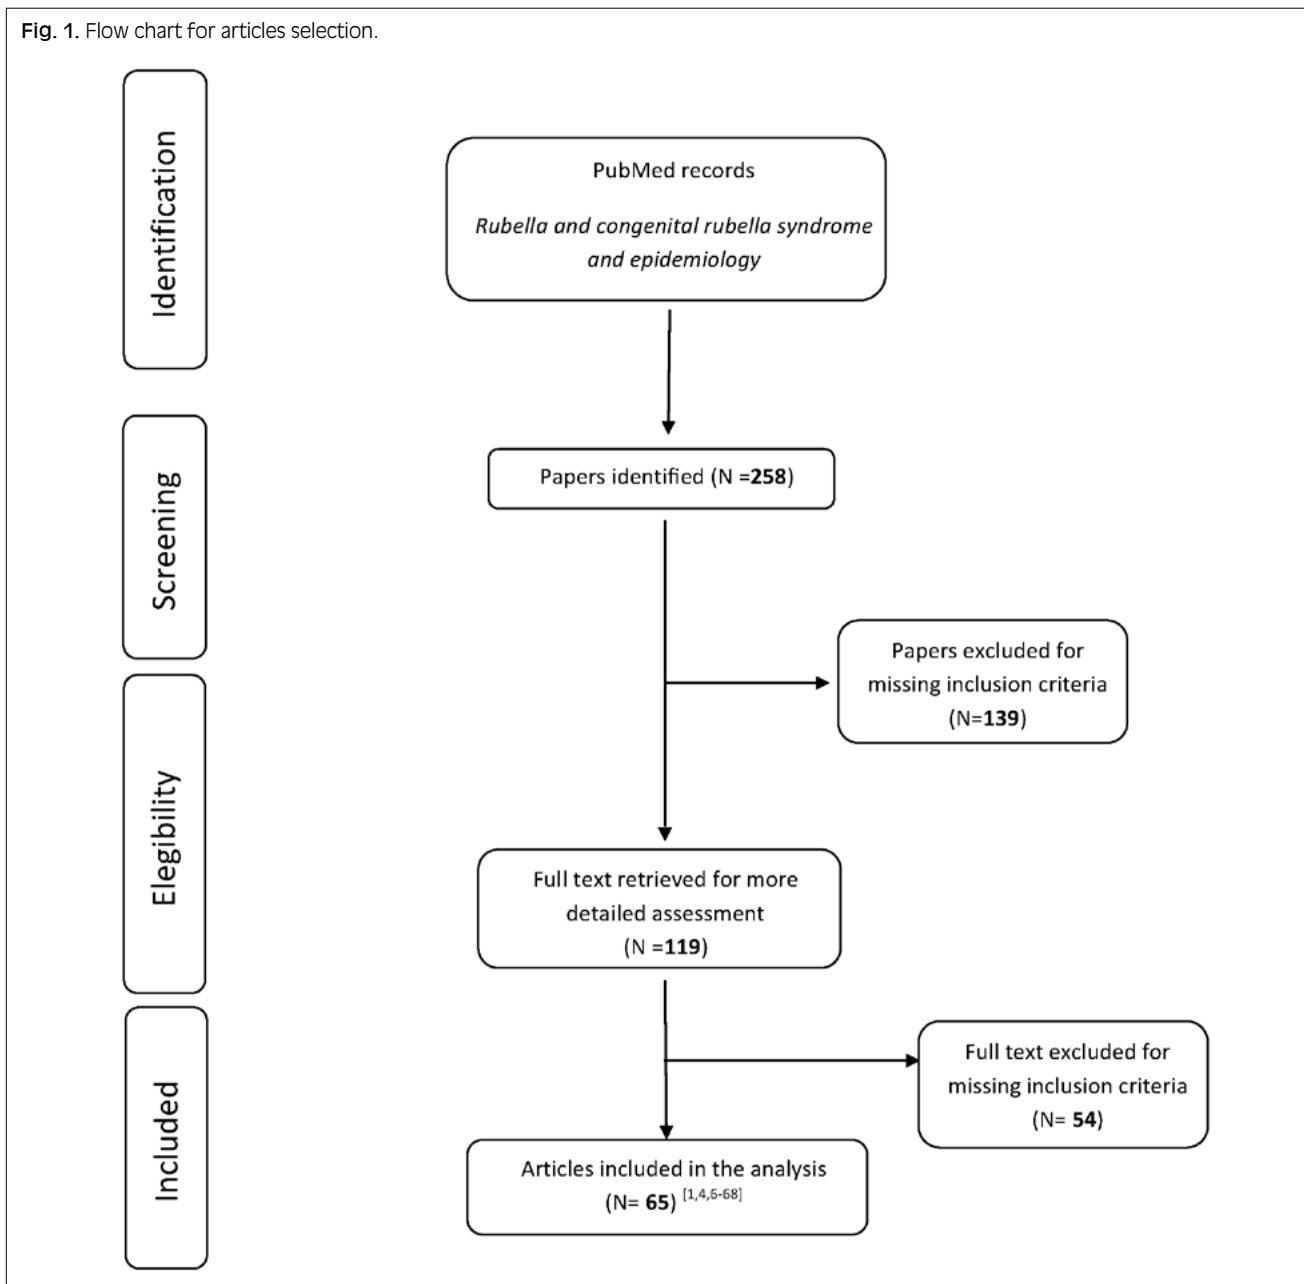 Fig. 1. Flow chart for articles selection.
Identification
PubMed records
Rubella and congenital rubella syndrome
and epidemiology
Screening
Papers identified (N =258)
Papers excluded for
missing inclusion criteria
(N=139)
Elegibility
Full text retrieved for more
detailed assessment
(N =119)
Included
Full text excluded for
missing inclusion criteria
(N= 54)
Articles included in the analysis
(N= 65) [1,4,6-68]